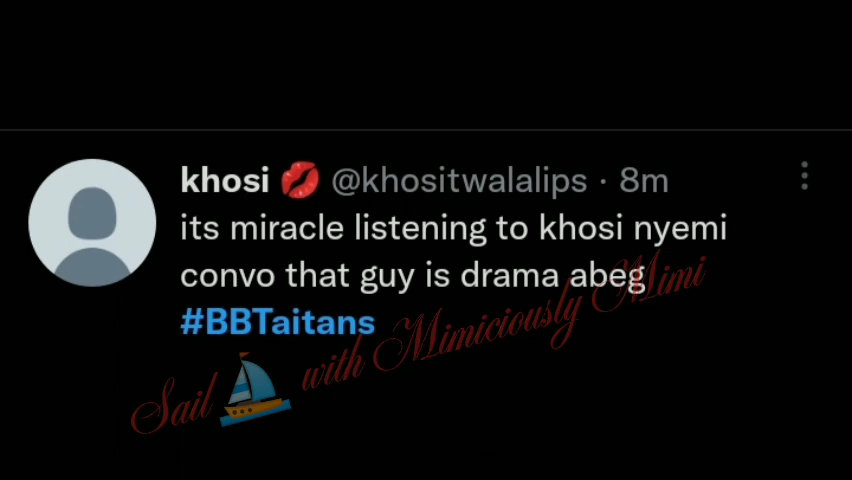 khosi 💋 @khositwalalips · 8m
its miracle listening to khosi nyemi
convo that guy is drama abeg
#BBTaitans
Sail ⛵ with Mimiciously Mimi